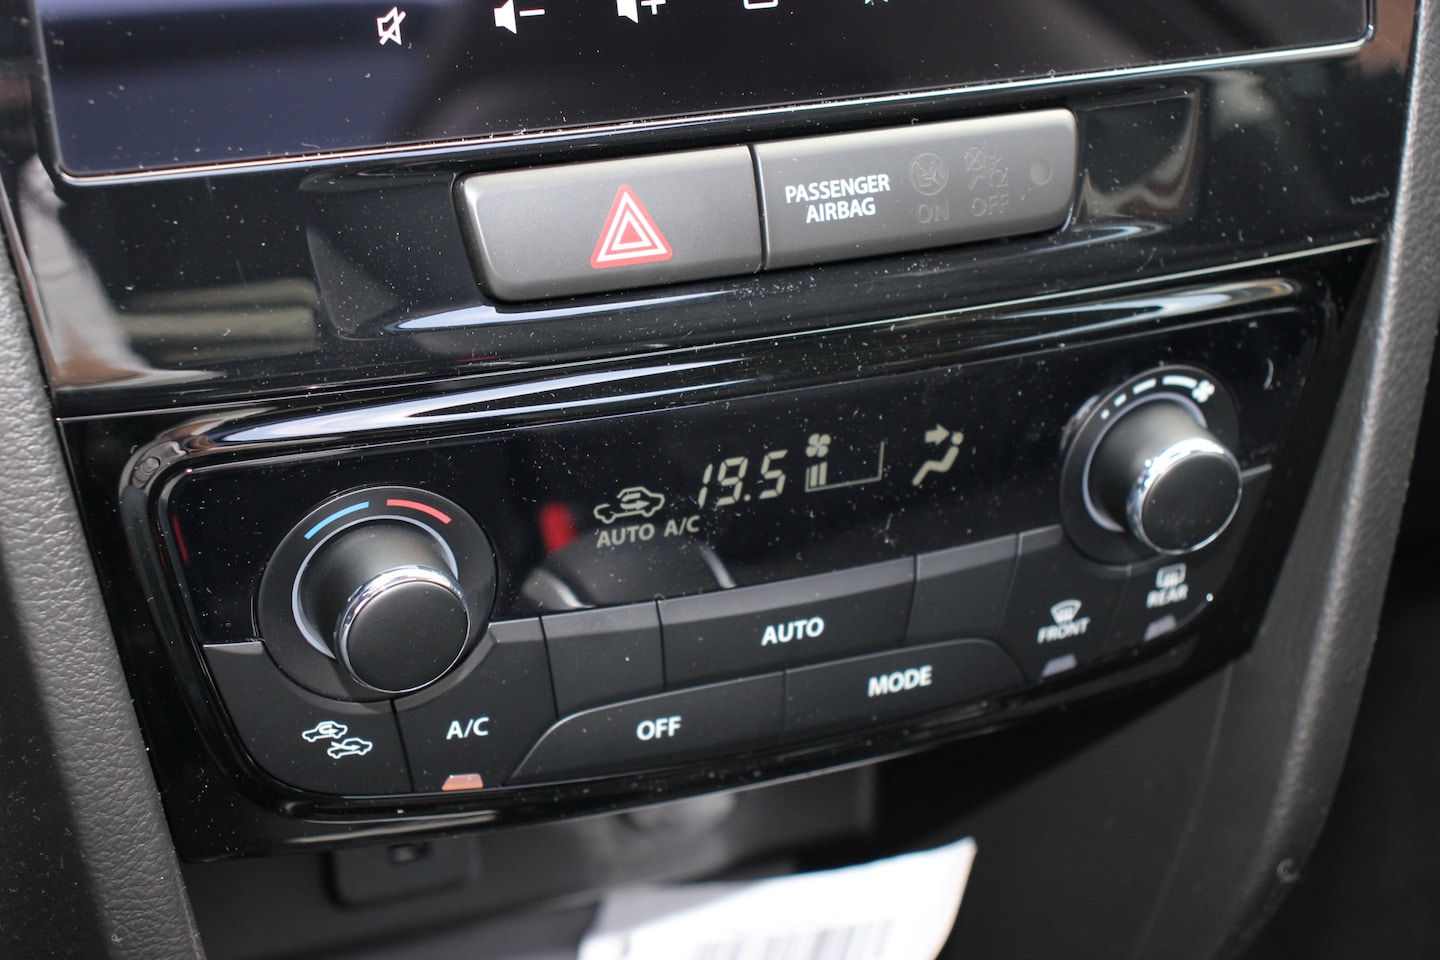 PASSENGER
AIRBAG
ON OFF
19.5
AUTO A/C
AUTO
FRONT
REAR
A/C
OFF
MODE